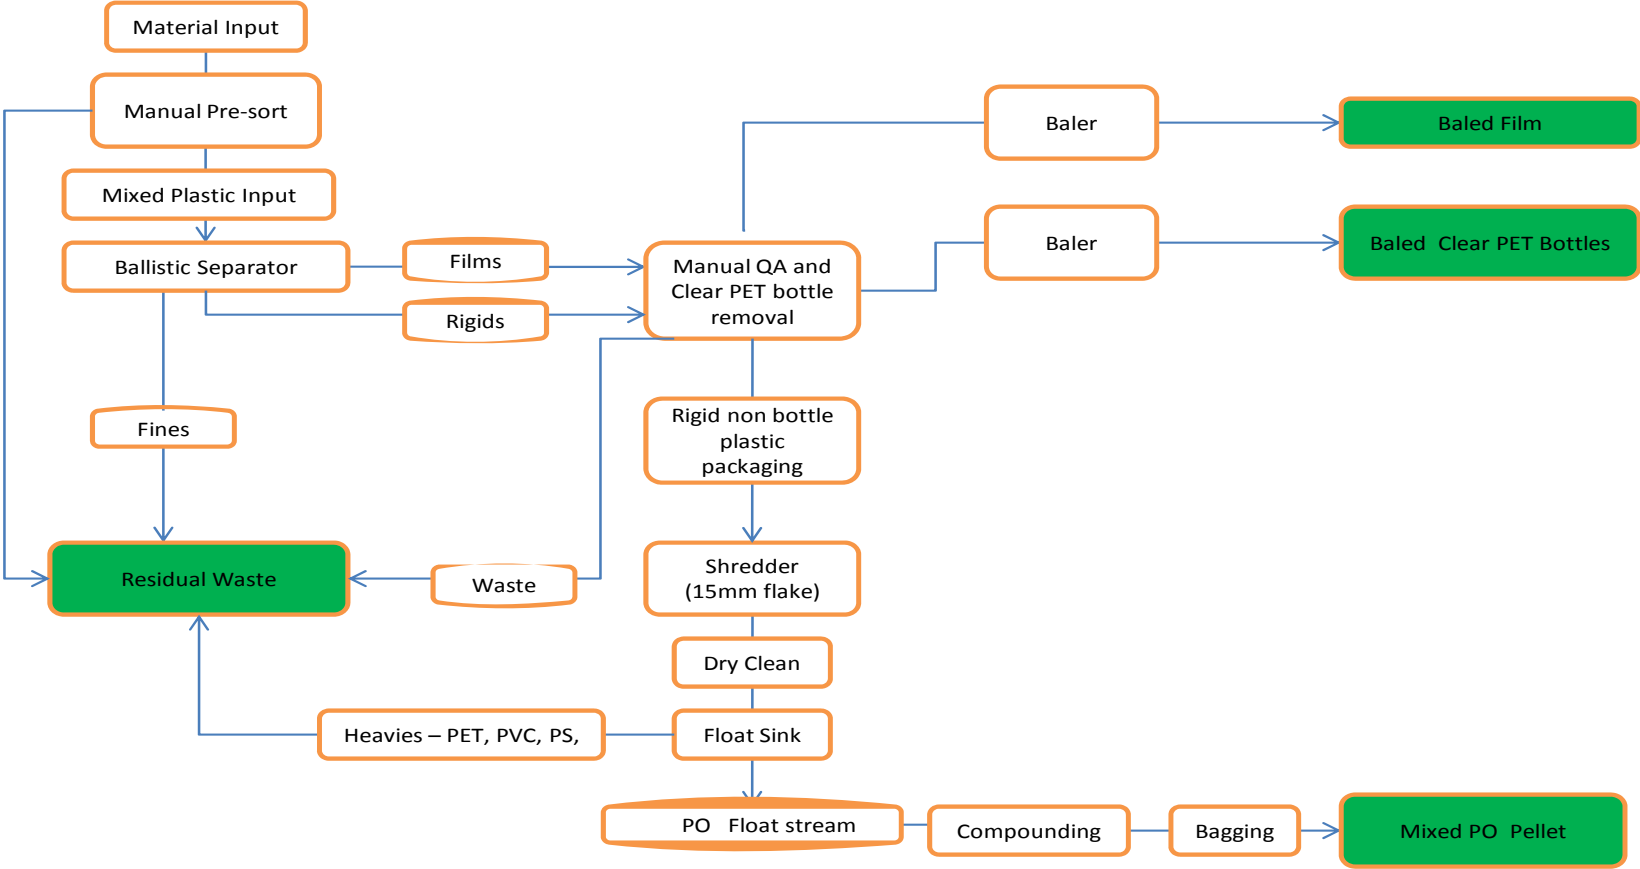 Material Input
Manual Pre-sort
Baler
Baled Film
Mixed Plastic Input
Ballistic Separator
Films
Rigids
Manual QA and
Clear PET bottle
removal
Baler
Baled Clear PET Bottles
Fines
Rigid non bottle
plastic
packaging
Residual Waste
Waste
Shredder
(15mm flake)
Dry Clean
Heavies – PET, PVC, PS,
Float Sink
PO Float stream
Compounding
Bagging
Mixed PO Pellet